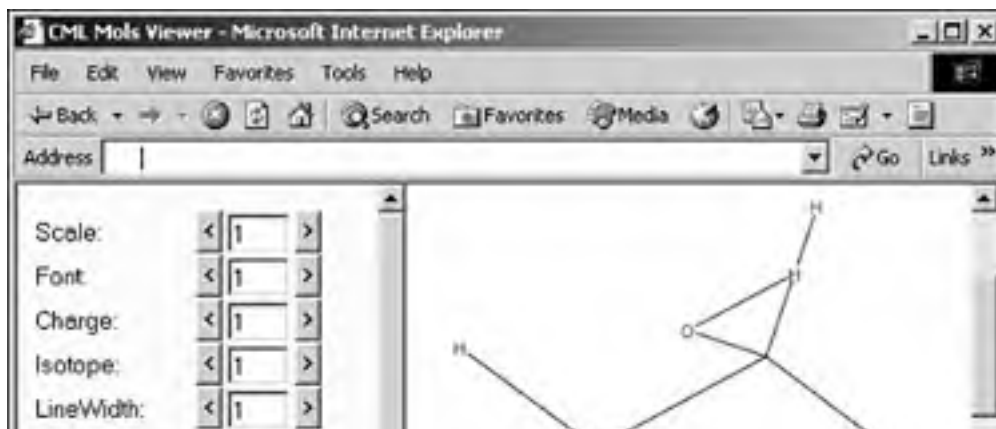 CML Mols Viewer - Microsoft Internet Explorer
File Edit View Favorites Tools Help
Back Search Favorites Media
Address Go Links »
Scale: < 1 >
Font: < 1 >
Charge: < 1 >
Isotope: < 1 >
LineWidth: < 1 >
H
H
O
H